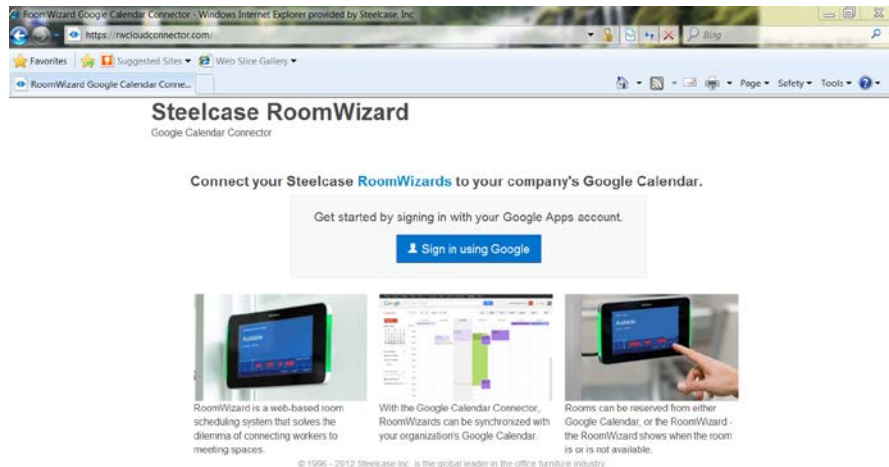 RoomWizard Google Calendar Connector - Windows Internet Explorer provided by Steelcase Inc
https://rwcloudconnector.com/
Bing
Favorites Suggested Sites Web Slice Gallery
RoomWizard Google Calendar Conne... Page Safety Tools
Steelcase RoomWizard
Google Calendar Connector
Connect your Steelcase RoomWizards to your company's Google Calendar.
Get started by signing in with your Google Apps account.
Sign in using Google
Available
Google
Available
RoomWizard is a web-based room
scheduling system that solves the
dilemma of connecting workers to
meeting spaces.
With the Google Calendar Connector,
RoomWizards can be synchronized with
your organization's Google Calendar.
Rooms can be reserved from either
Google Calendar, or the RoomWizard -
the RoomWizard shows when the room
is or is not available.
© 1996 - 2012 Steelcase Inc. is the global leader in the office furniture industry